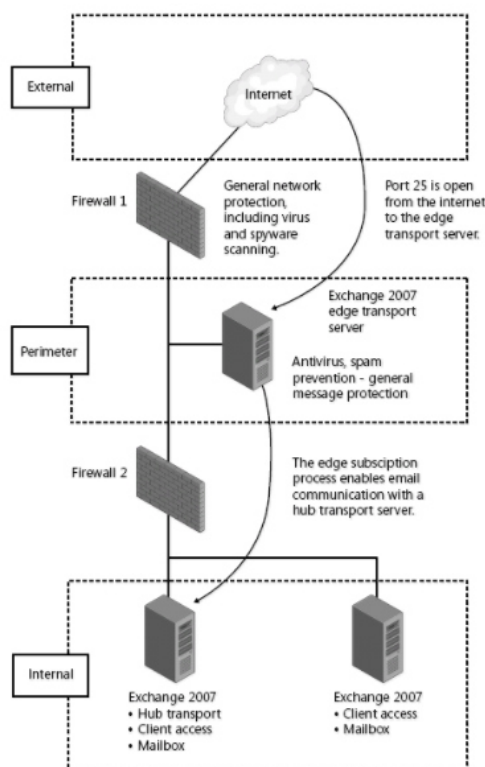 External
Internet
Firewall 1
General network
protection,
including virus
and spyware
scanning.
Port 25 is open
from the internet
to the edge
transport server.
Perimeter
Exchange 2007
edge transport
server
Antivirus, spam
prevention - general
message protection
Firewall 2
The edge subsciption
process enables email
communication with a
hub transport server.
Internal
Exchange 2007
• Hub transport
• Client access
• Mailbox
Exchange 2007
• Client access
• Mailbox